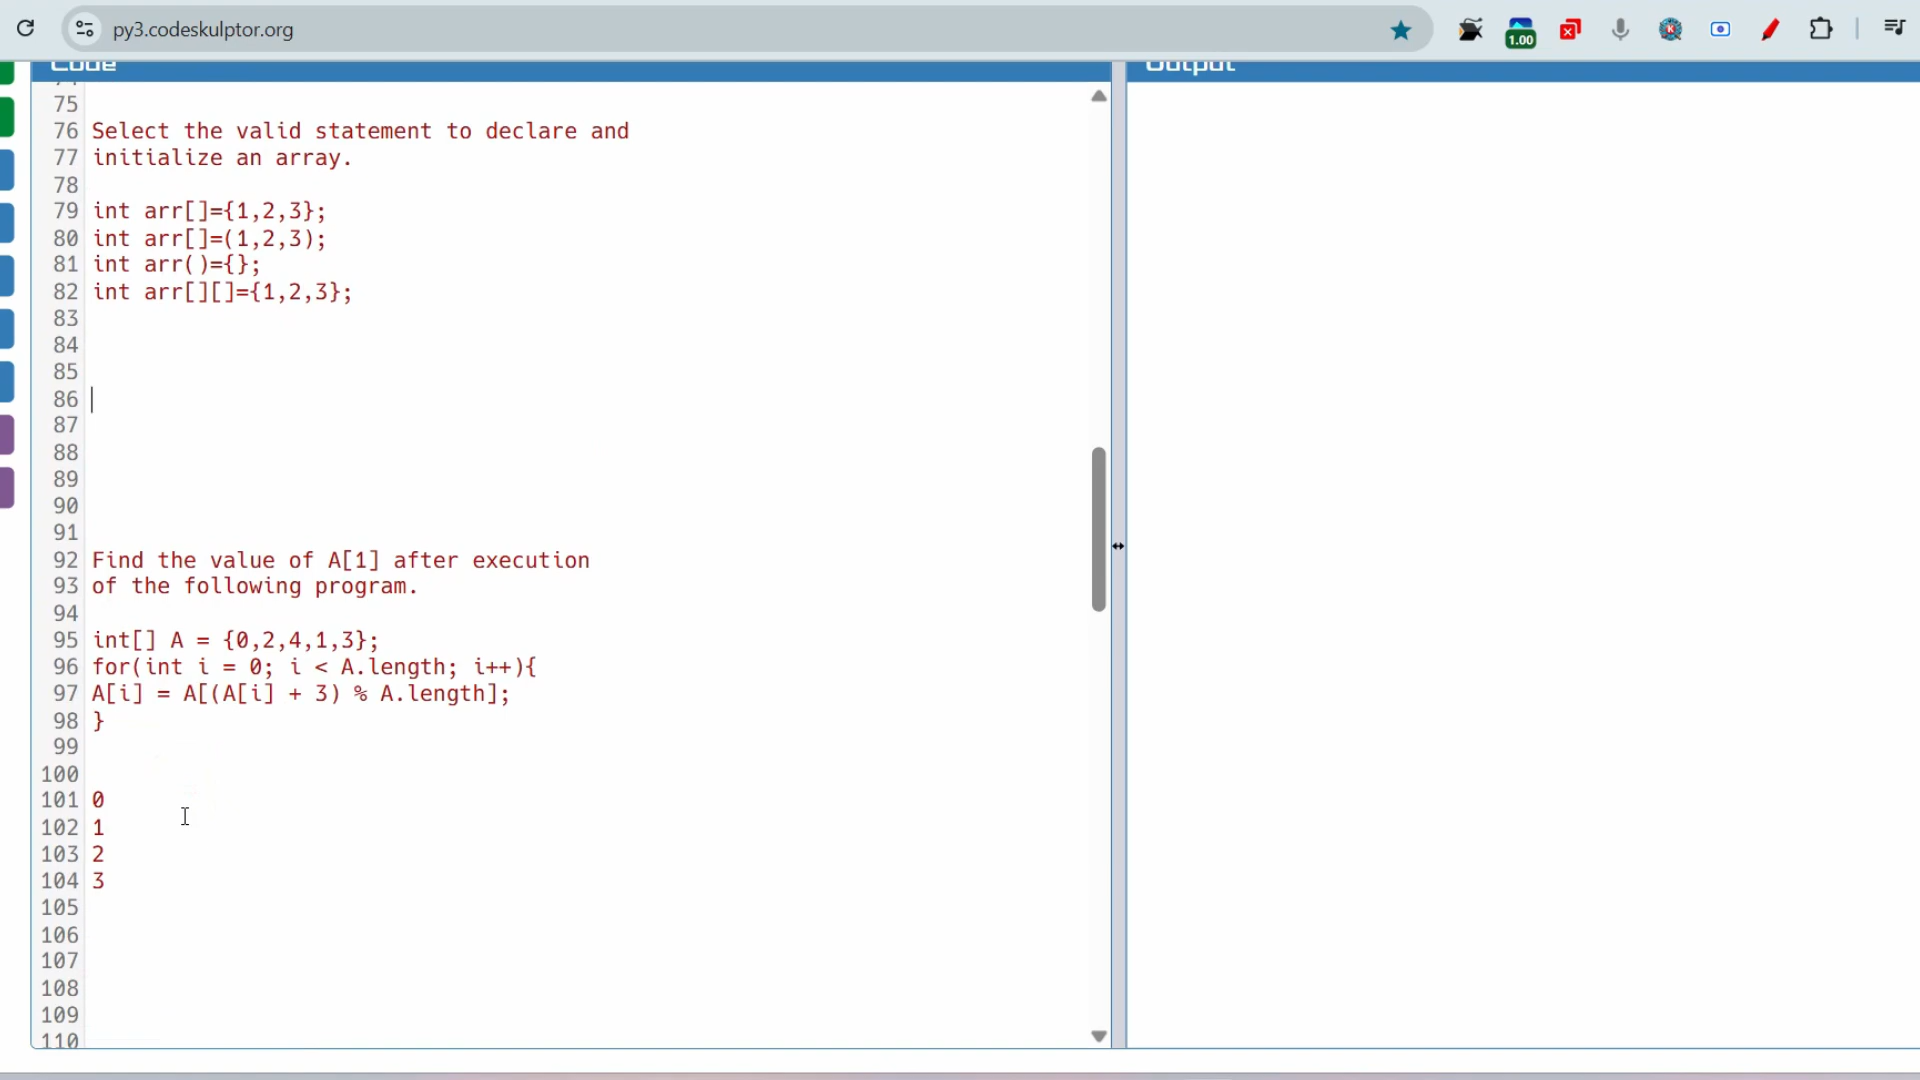 py3.codeskulptor.org
1.00
Code
Output
74
75
76 Select the valid statement to declare and
77 initialize an array.
78
79 int arr[]={1,2,3};
80 int arr[]=(1,2,3);
81 int arr()={};
82 int arr[][]={1,2,3};
83
84
85
86
87
88
89
90
91
92 Find the value of A[1] after execution
93 of the following program.
94
95 int[] A = {0,2,4,1,3};
96 for(int i = 0; i < A.length; i++){
97 A[i] = A[(A[i] + 3) % A.length];
98 }
99
100
101 0
102 1
103 2
104 3
105
106
107
108
109
110